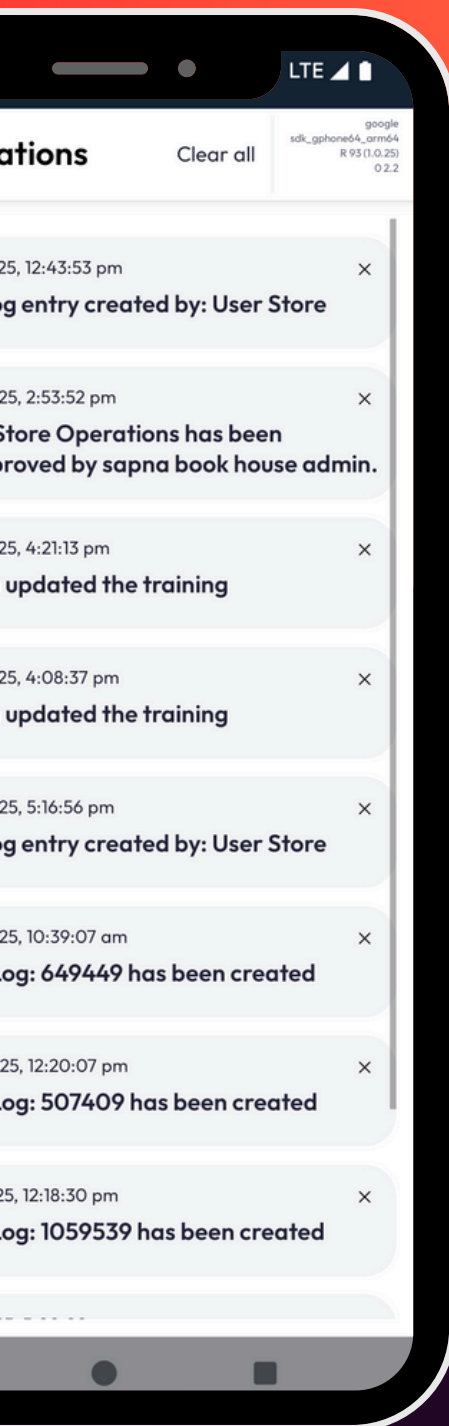 LTE
ations
Clear all
google
sdk_gphone64_arm64
R 93 (1.0.25)
0 2.2
25, 12:43:53 pm
og entry created by: User Store
25, 2:53:52 pm
Store Operations has been
proved by sapna book house admin.
25, 4:21:13 pm
updated the training
25, 4:08:37 pm
updated the training
25, 5:16:56 pm
og entry created by: User Store
25, 10:39:07 am
Log: 649449 has been created
25, 12:20:07 pm
Log: 507409 has been created
25, 12:18:30 pm
Log: 1059539 has been created